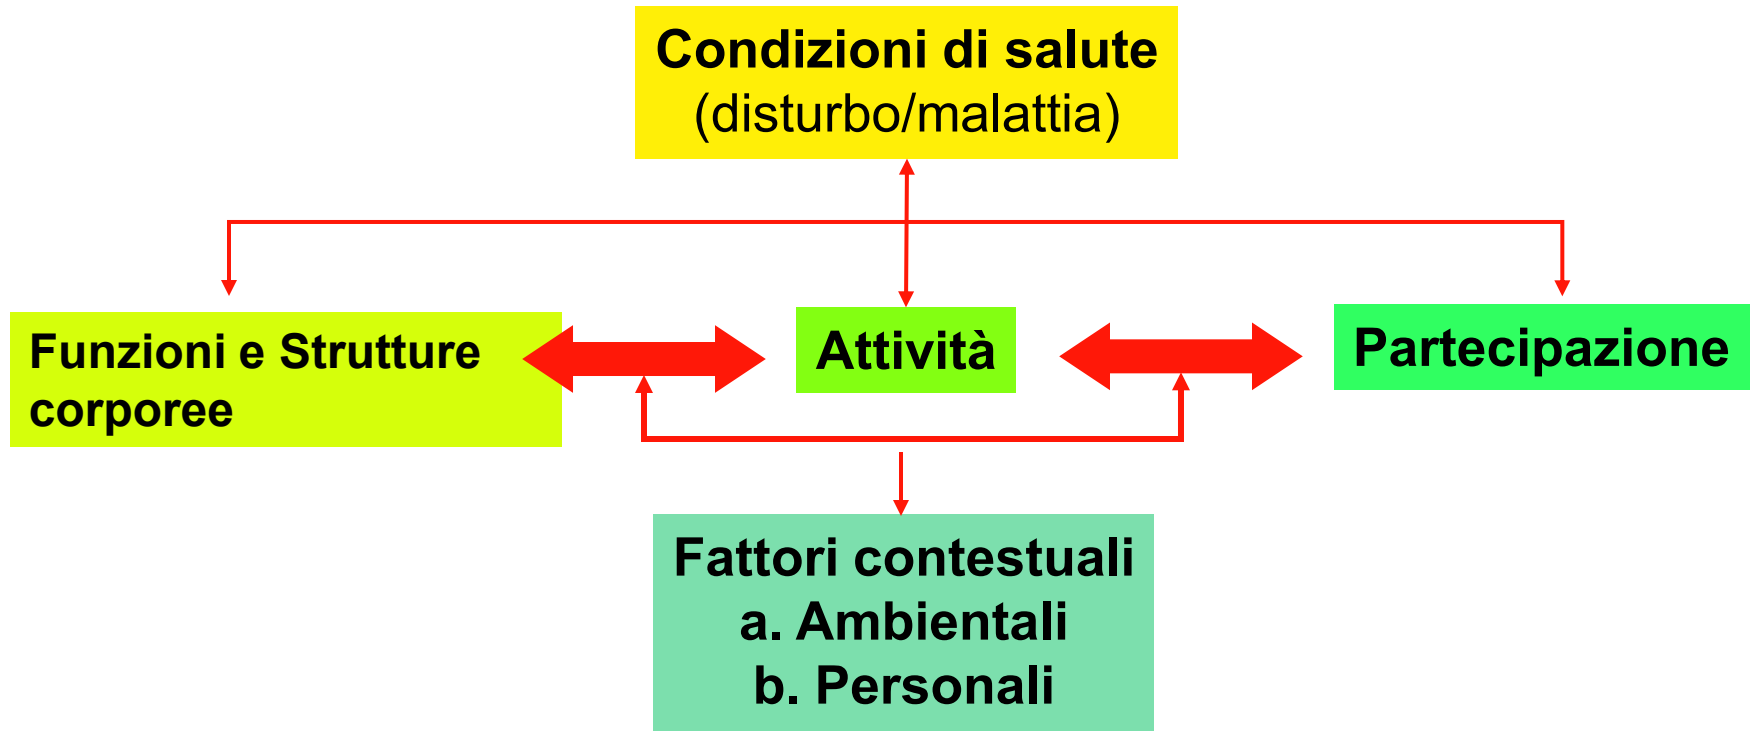 Condizioni di salute
(disturbo/malattia)
Funzioni e Strutture
corporee
Attività
Partecipazione
Fattori contestuali
a. Ambientali
b. Personali